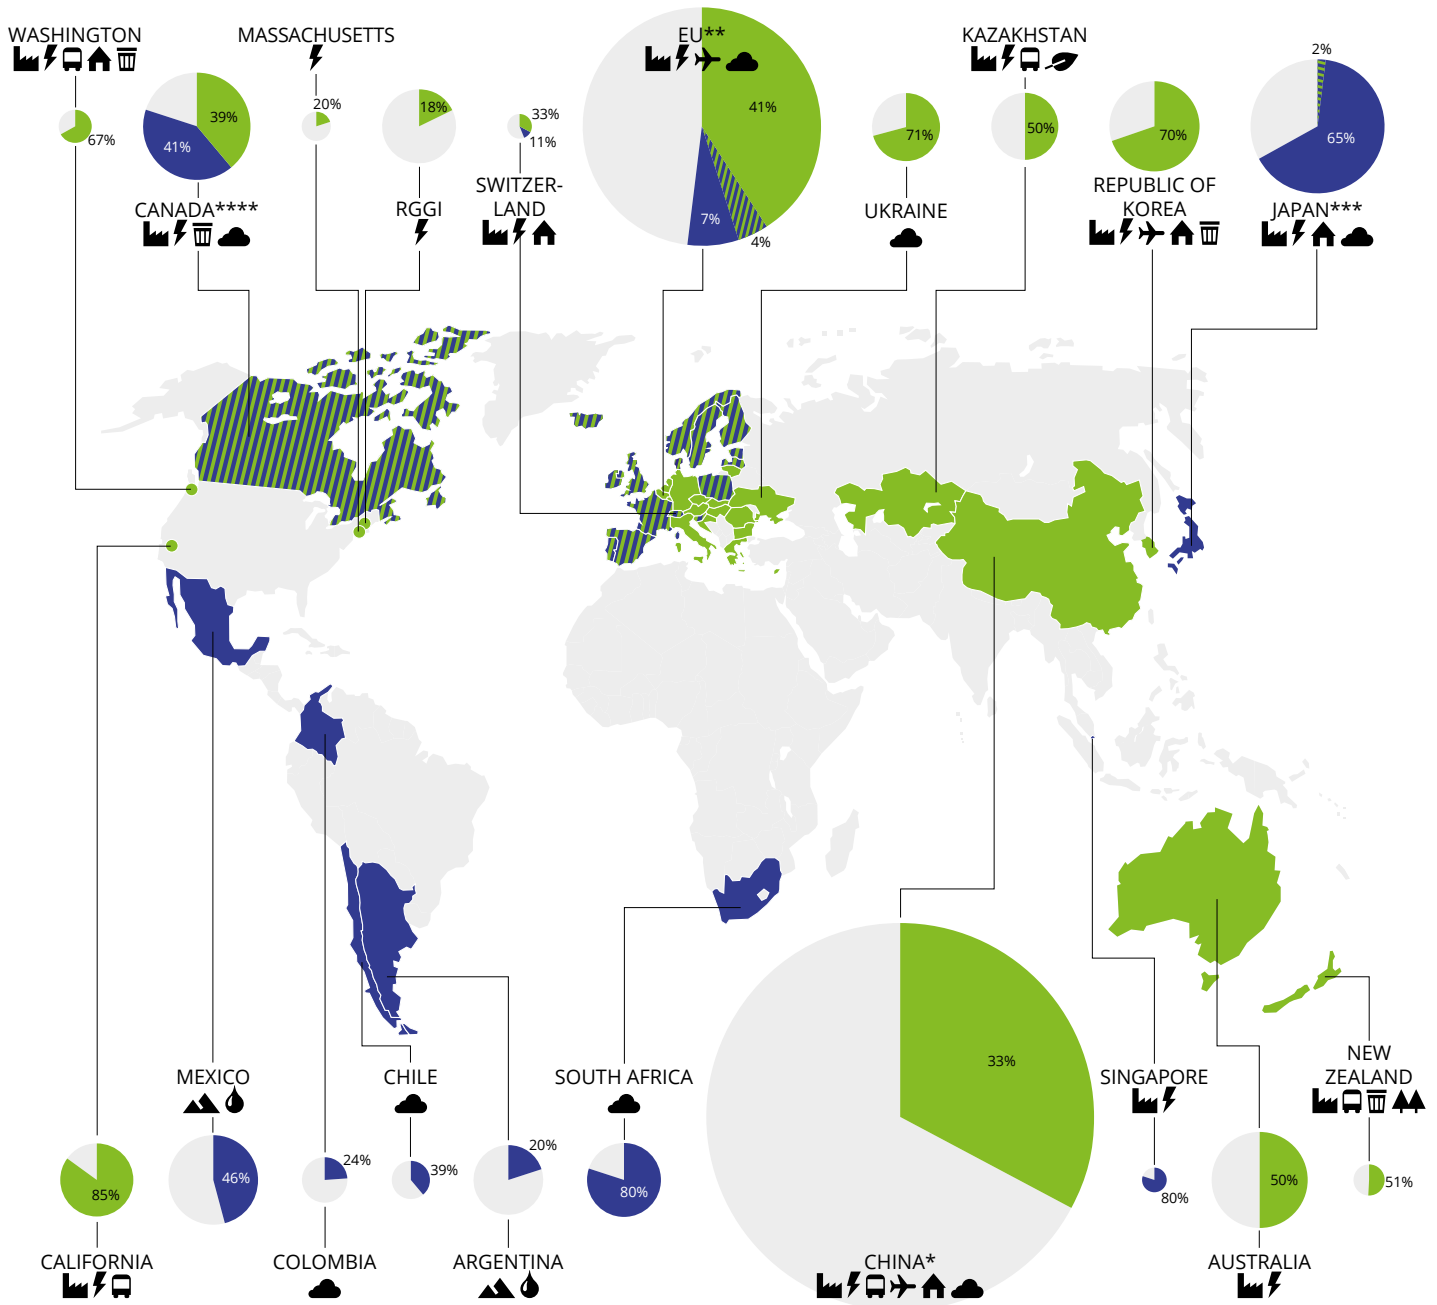 WASHINGTON
67%
CANADA****
39%
41%
MASSACHUSETTS
20%
RGGI
18%
SWITZER-
LAND
33%
11%
EU**
41%
4%
7%
UKRAINE
71%
KAZAKHSTAN
50%
REPUBLIC OF
KOREA
70%
JAPAN***
2%
65%
CALIFORNIA
85%
MEXICO
46%
COLOMBIA
24%
CHILE
39%
ARGENTINA
20%
SOUTH AFRICA
80%
CHINA*
33%
SINGAPORE
80%
AUSTRALIA
50%
NEW
ZEALAND
51%